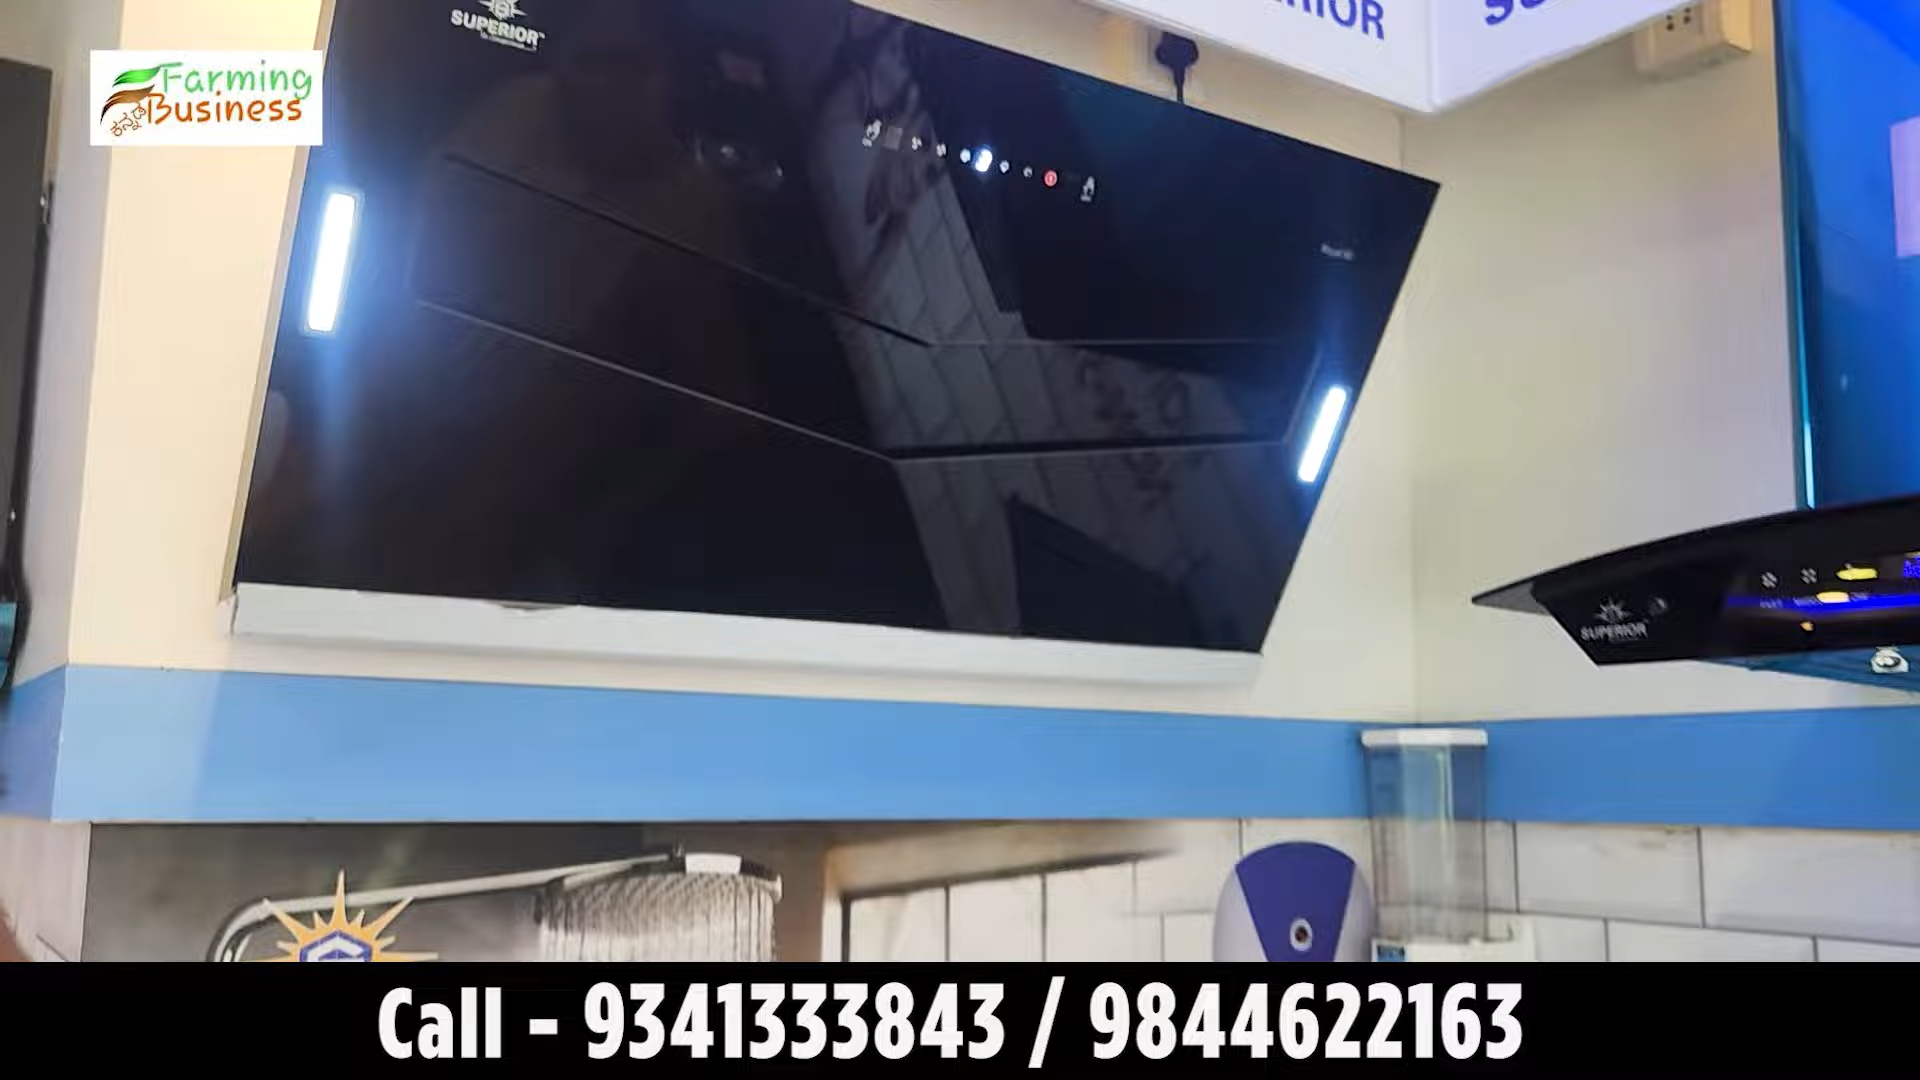 SUPERIOR
RIOR
Farming
ಕನ್ನಡ Business
SUPERIOR
Call - 9341333843 / 9844622163